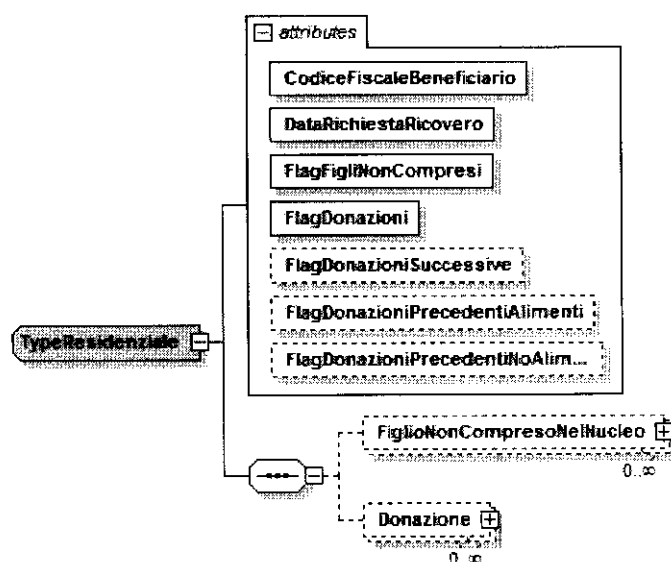 attributes
CodiceFiscaleBeneficiario
DataRichiestaRicovero
FlagFigliNonCompresi
FlagDonazioni
FlagDonazioniSuccessive
FlagDonazioniPrecedentiAlimenti
FlagDonazioniPrecedentiNoAlim...
TypeResidenziale
FiglioNonCompresoNelNucleo
0..∞
Donazione
0..∞